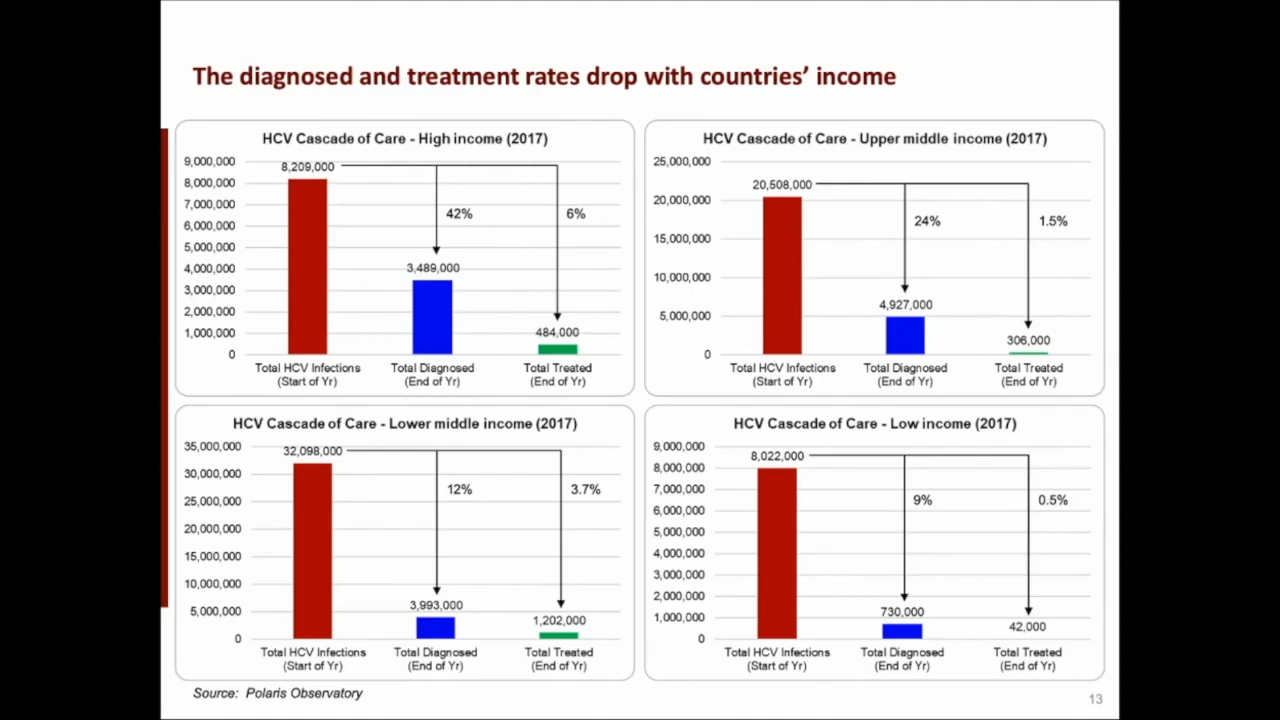 The diagnosed and treatment rates drop with countries' income
HCV Cascade of Care - High income (2017)
9,000,000
8,000,000
7,000,000
6,000,000
5,000,000
4,000,000
3,000,000
2,000,000
1,000,000
0
8,209,000
42%
6%
3,489,000
484,000
Total HCV Infections
(Start of Yr)
Total Diagnosed
(End of Yr)
Total Treated
(End of Yr)
HCV Cascade of Care - Upper middle income (2017)
25,000,000
20,000,000
15,000,000
10,000,000
5,000,000
0
20,508,000
24%
1.5%
4,927,000
306,000
Total HCV Infections
(Start of Yr)
Total Diagnosed
(End of Yr)
Total Treated
(End of Yr)
HCV Cascade of Care - Lower middle income (2017)
35,000,000
30,000,000
25,000,000
20,000,000
15,000,000
10,000,000
5,000,000
0
32,098,000
12%
3.7%
3,993,000
1,202,000
Total HCV Infections
(Start of Yr)
Total Diagnosed
(End of Yr)
Total Treated
(End of Yr)
HCV Cascade of Care - Low income (2017)
9,000,000
8,000,000
7,000,000
6,000,000
5,000,000
4,000,000
3,000,000
2,000,000
1,000,000
0
8,022,000
9%
0.5%
730,000
42,000
Total HCV Infections
(Start of Yr)
Total Diagnosed
(End of Yr)
Total Treated
(End of Yr)
Source: Polaris Observatory
13